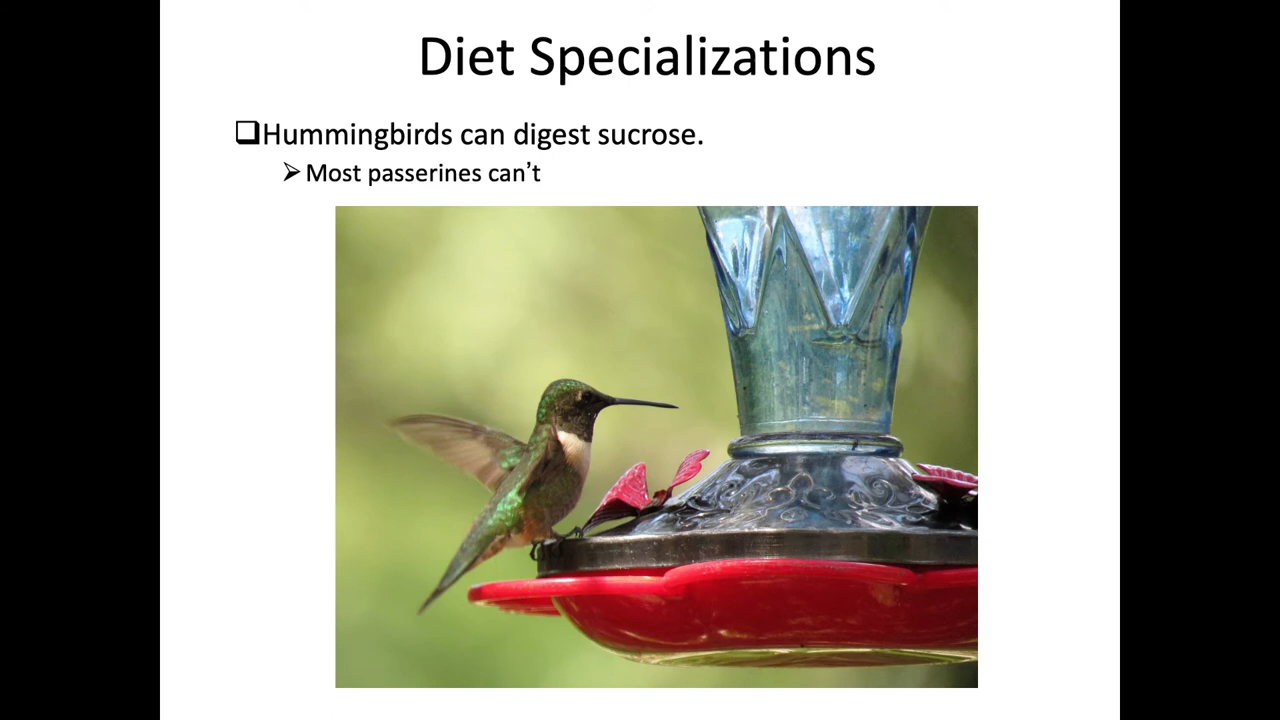 Diet Specializations
❑Hummingbirds can digest sucrose.
➢Most passerines can’t